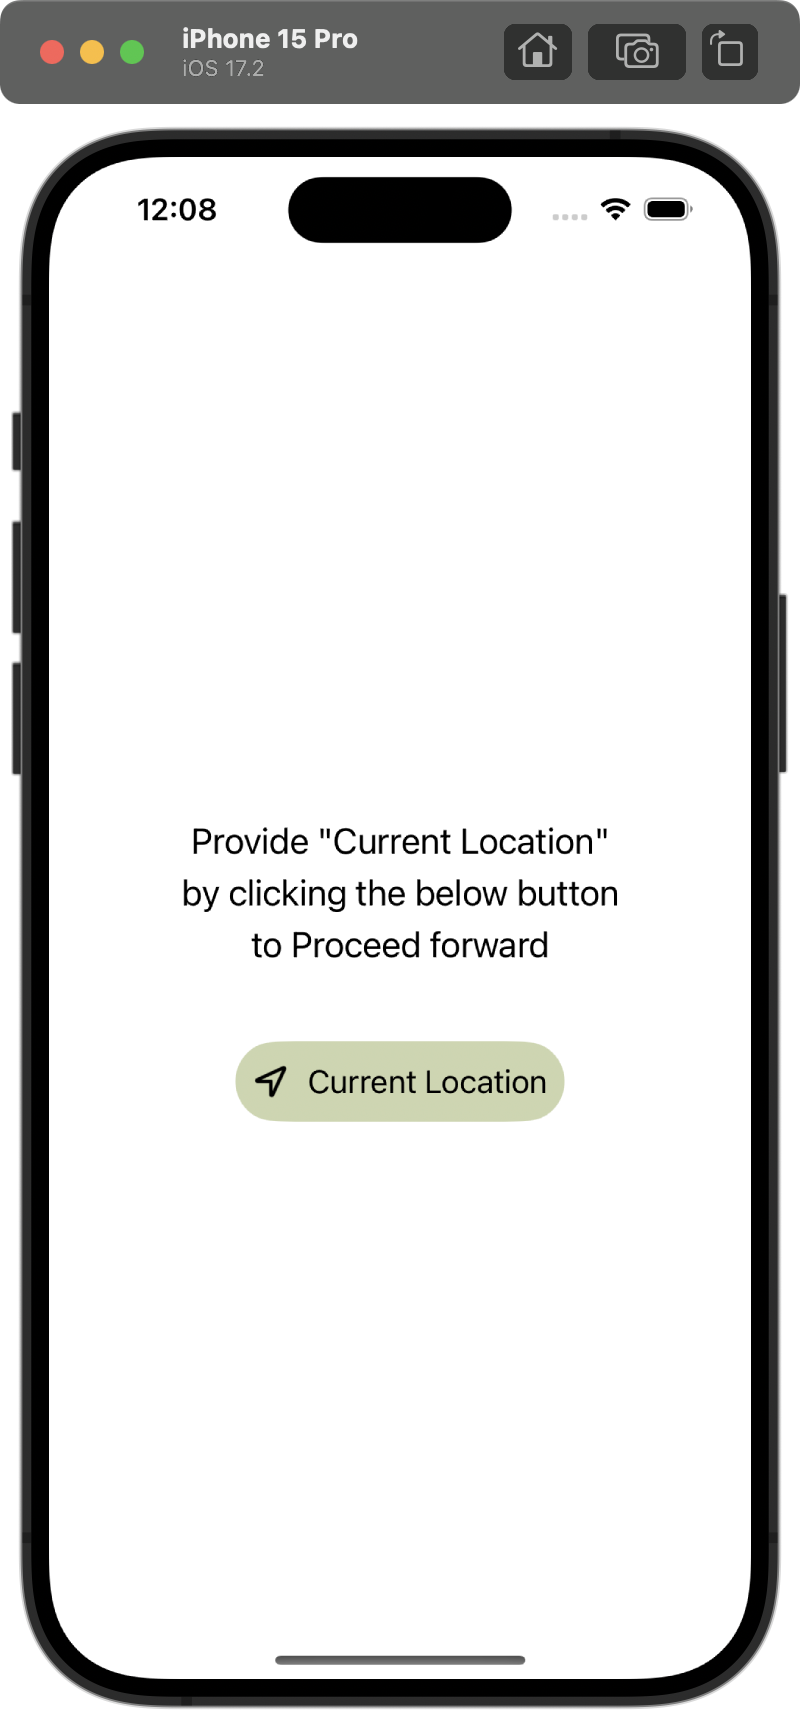 iPhone 15 Pro
iOS 17.2
12:08
Provide "Current Location"
by clicking the below button
to Proceed forward
Current Location